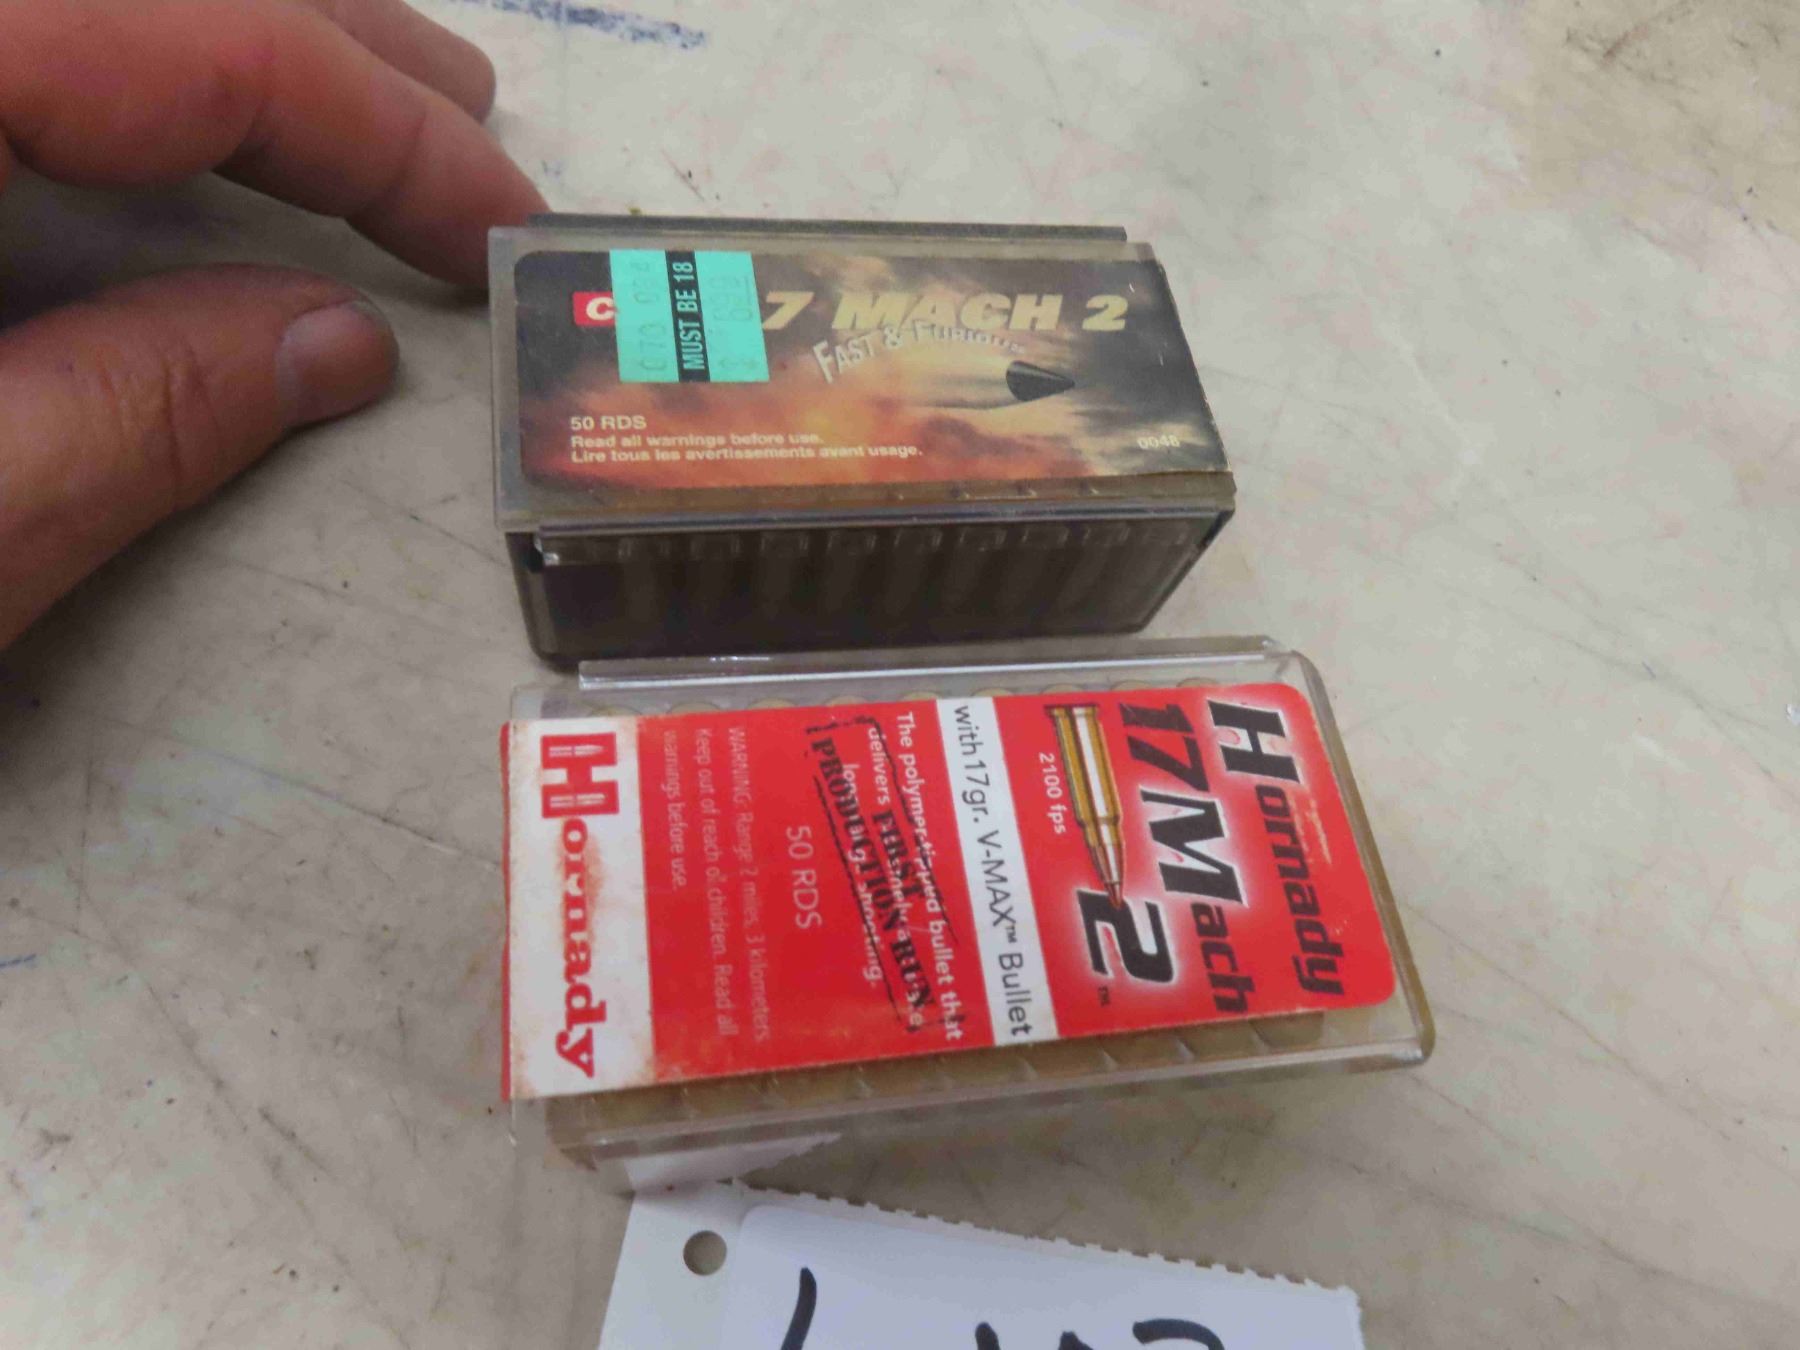 7 MACH 2
FAST & FURIOUS
MUST BE 18
50 RDS
Read all warnings before use.
Lire tous les avertissements avant usage.
0048
Hornady
17 Mach 2™
2100 fps
with 17gr. V-MAX™ Bullet
The polymer-tipped bullet that
delivers
shooting.
FIRST
PRODUCTION RUN
50 RDS
WARNING: Range 2 miles, 3 kilometers.
Keep out of reach of children. Read all
warnings before use.
Hornady